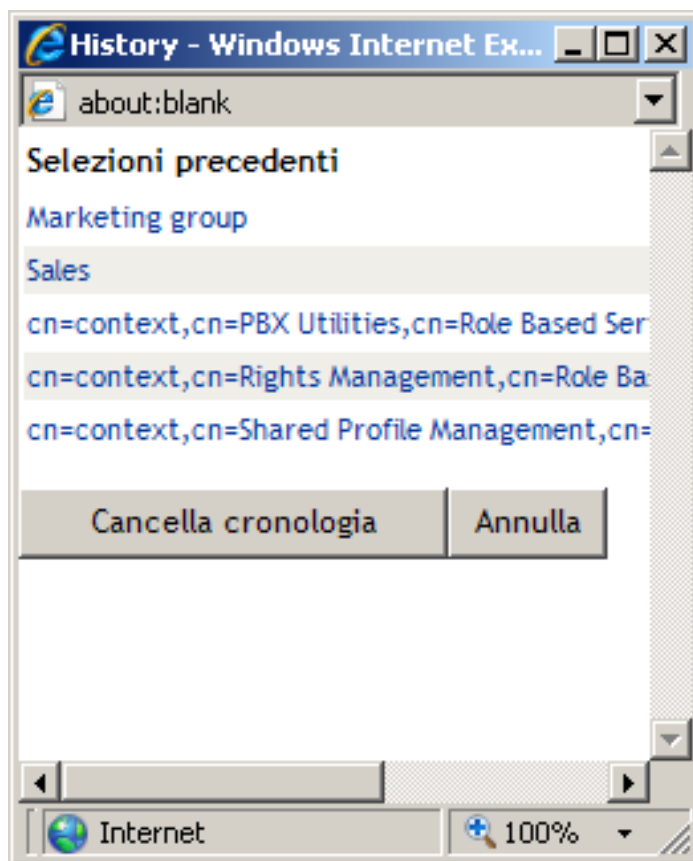 History - Windows Internet Ex...
about:blank
Selezioni precedenti
Marketing group
Sales
cn=context,cn=PBX Utilities,cn=Role Based Ser
cn=context,cn=Rights Management,cn=Role Ba
cn=context,cn=Shared Profile Management,cn=
Cancella cronologia Annulla
Internet 100%